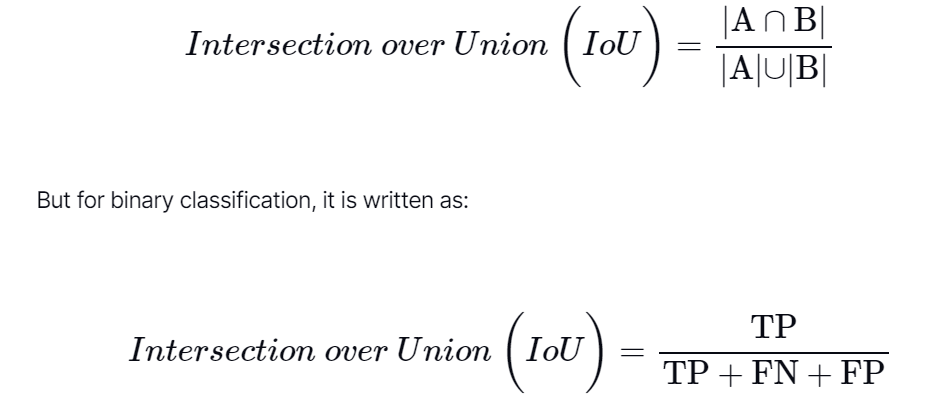 Intersection over Union (IoU) = |A ∩ B| / |A|∪|B|
But for binary classification, it is written as:
Intersection over Union (IoU) = TP / TP + FN + FP